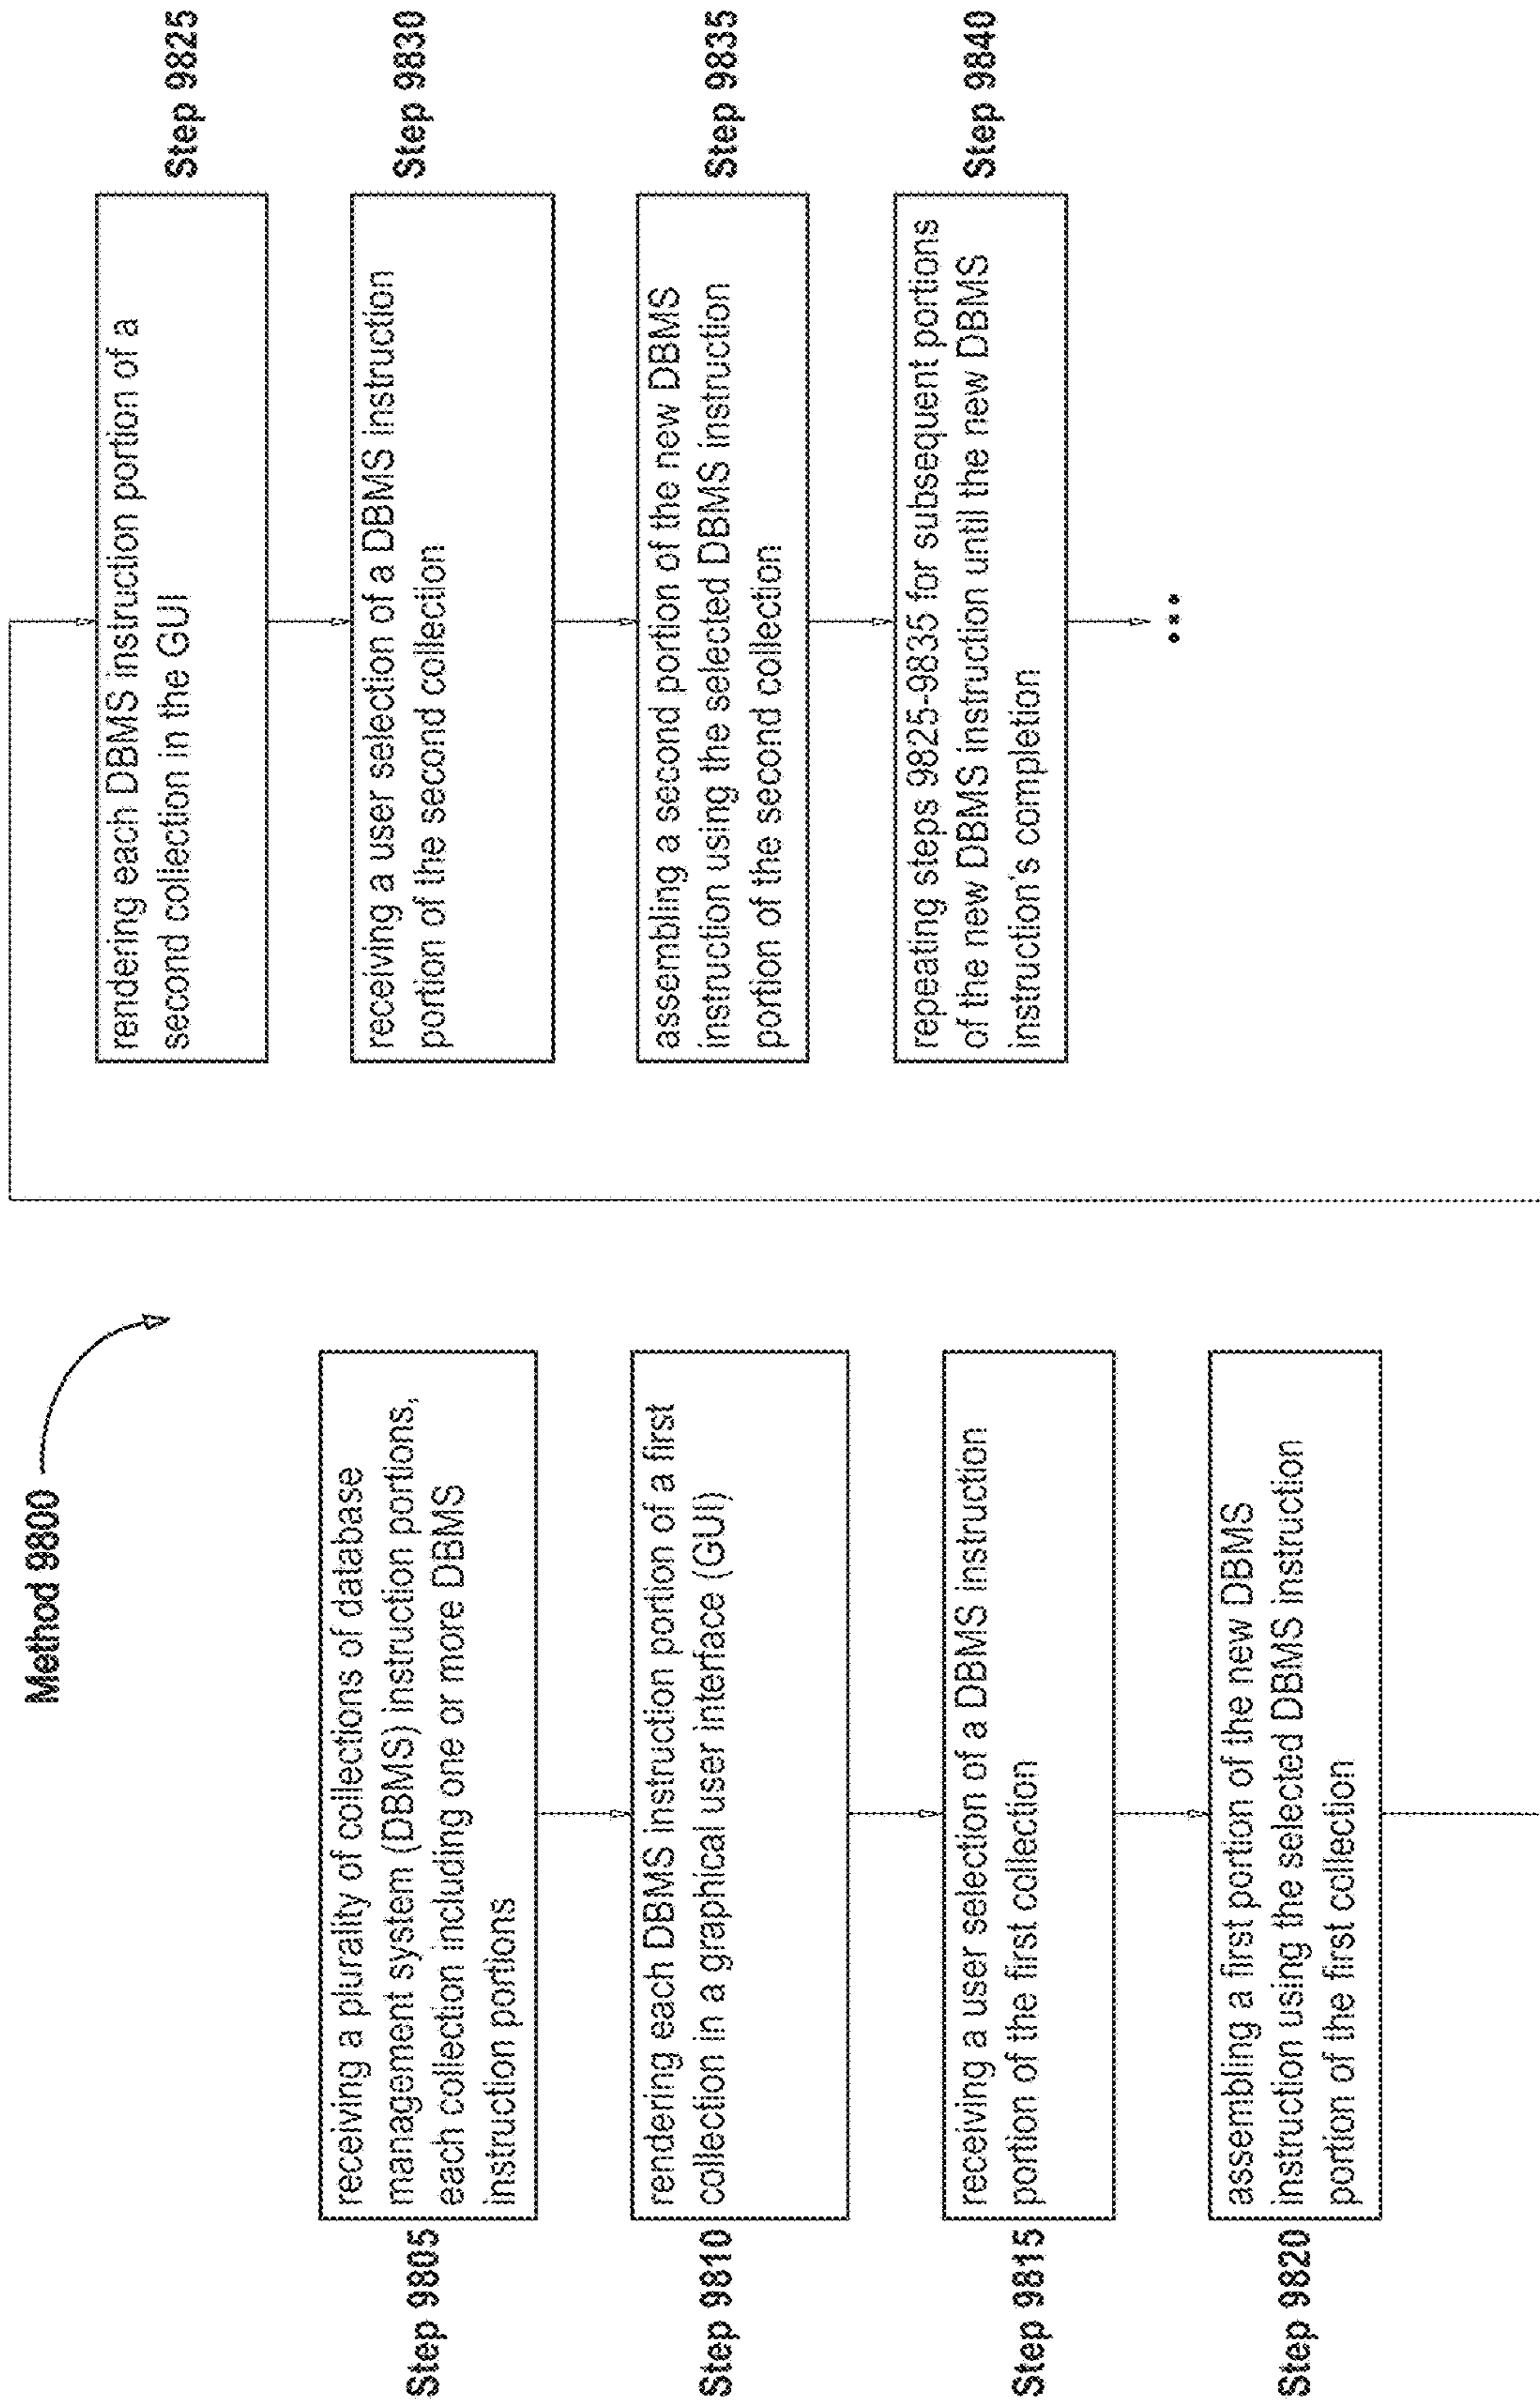 Method 9800
Step 9805
receiving a plurality of collections of database
management system (DBMS) instruction portions,
each collection including one or more DBMS
instruction portions
Step 9810
rendering each DBMS instruction portion of a first
collection in a graphical user interface (GUI)
Step 9815
receiving a user selection of a DBMS instruction
portion of the first collection
Step 9820
assembling a first portion of the new DBMS
instruction using the selected DBMS instruction
portion of the first collection
rendering each DBMS instruction portion of a
second collection in the GUI
Step 9825
receiving a user selection of a DBMS instruction
portion of the second collection
Step 9830
assembling a second portion of the new DBMS
instruction using the selected DBMS instruction
portion of the second collection
Step 9835
repeating steps 9825-9835 for subsequent portions
of the new DBMS instruction until the new DBMS
instruction's completion
Step 9840
...